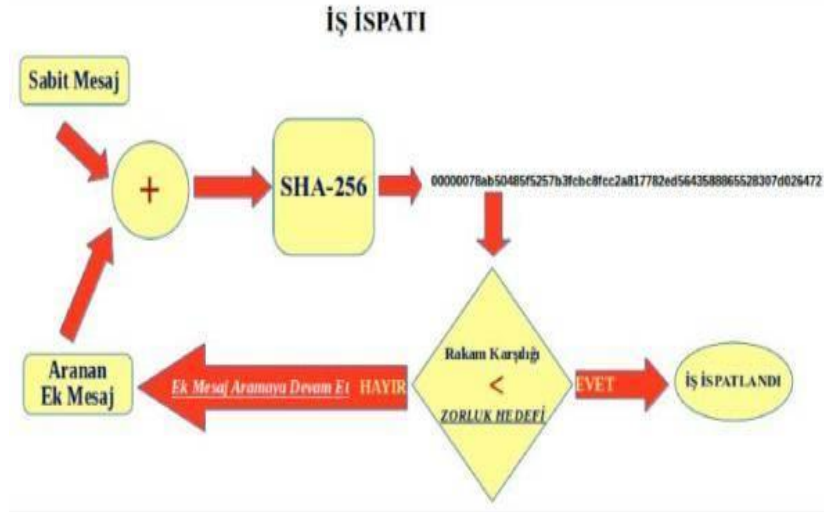 İŞ İSPATI
Sabit Mesaj
+
SHA-256
00000078ab50485f5257b3fcbc8fcc2a817782ed5643588865528307d026472
Aranan
Ek Mesaj
Ek Mesaj Aramaya Devam Et HAYIR
Rakam Karşılığı
<
ZORLUK HEDEFİ
EVET
İŞ İSPATLANDI